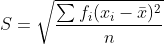 S = \sqrt{\frac{\sum f_i(x_i - \bar{x})^2}{n}}